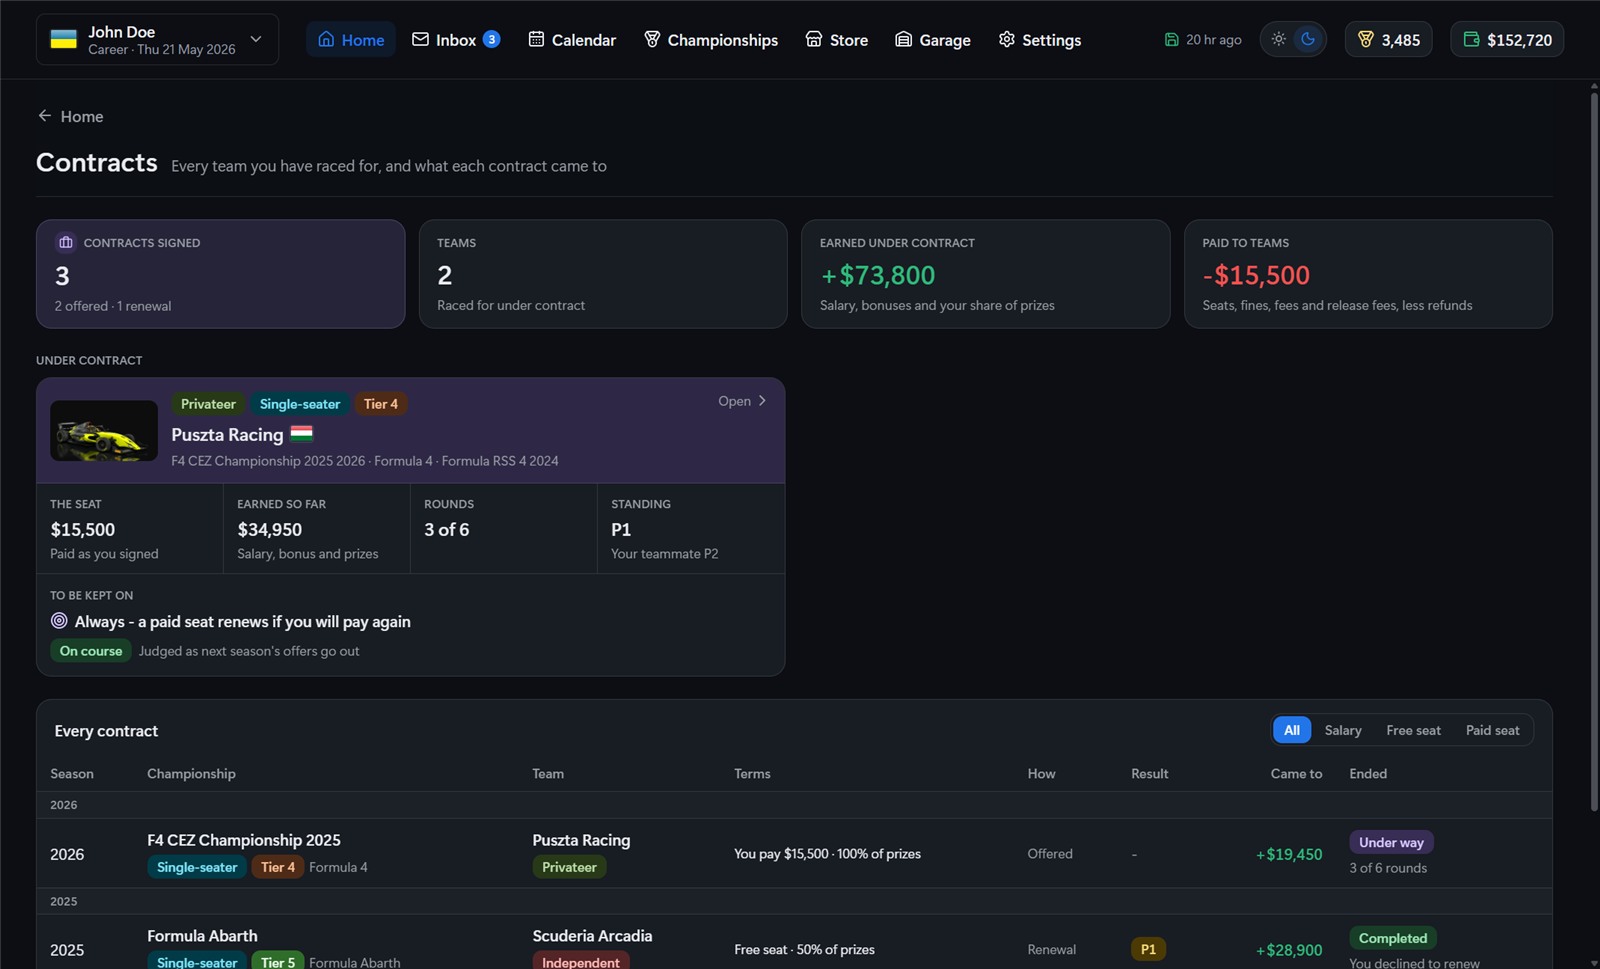 John Doe
Career · Thu 21 May 2026
Home
Inbox 3
Calendar
Championships
Store
Garage
Settings
20 hr ago
3,485
$152,720
Home
Contracts
Every team you have raced for, and what each contract came to
CONTRACTS SIGNED
3
2 offered · 1 renewal
TEAMS
2
Raced for under contract
EARNED UNDER CONTRACT
+$73,800
Salary, bonuses and your share of prizes
PAID TO TEAMS
-$15,500
Seats, fines, fees and release fees, less refunds
UNDER CONTRACT
Privateer Single-seater Tier 4
Open
Puszta Racing
F4 CEZ Championship 2025 2026 · Formula 4 · Formula RSS 4 2024
THE SEAT
$15,500
Paid as you signed
EARNED SO FAR
$34,950
Salary, bonus and prizes
ROUNDS
3 of 6
STANDING
P1
Your teammate P2
TO BE KEPT ON
Always - a paid seat renews if you will pay again
On course Judged as next season's offers go out
Every contract
All Salary Free seat Paid seat
Season Championship Team Terms How Result Came to Ended
2026
2026
F4 CEZ Championship 2025
Single-seater Tier 4 Formula 4
Puszta Racing
Privateer
You pay $15,500 · 100% of prizes
Offered
-
+$19,450
Under way
3 of 6 rounds
2025
2025
Formula Abarth
Single-seater Tier 5 Formula Abarth
Scuderia Arcadia
Independent
Free seat · 50% of prizes
Renewal
P1
+$28,900
Completed
You declined to renew